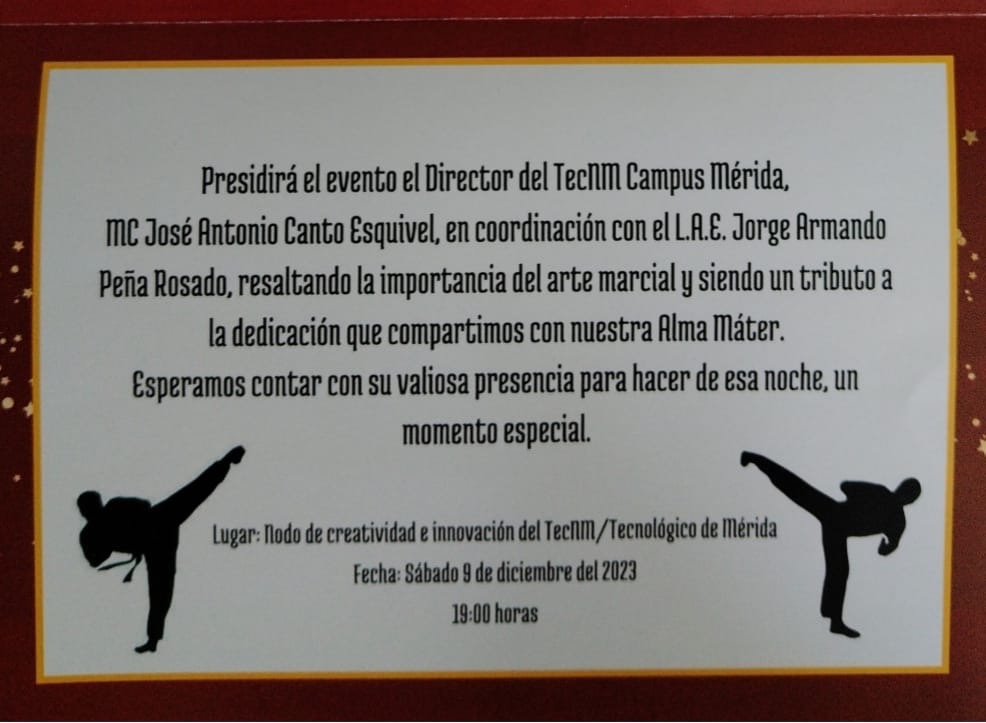 Presidirá el evento el Director del TecNM Campus Mérida,
MC José Antonio Canto Esquivel, en coordinación con el L.A.E. Jorge Armando
Peña Rosado, resaltando la importancia del arte marcial y siendo un tributo a
la dedicación que compartimos con nuestra Alma Máter.
Esperamos contar con su valiosa presencia para hacer de esa noche, un
momento especial.
Lugar: Nodo de creatividad e innovación del TecNM/Tecnológico de Mérida
Fecha: Sábado 9 de diciembre del 2023
19:00 horas